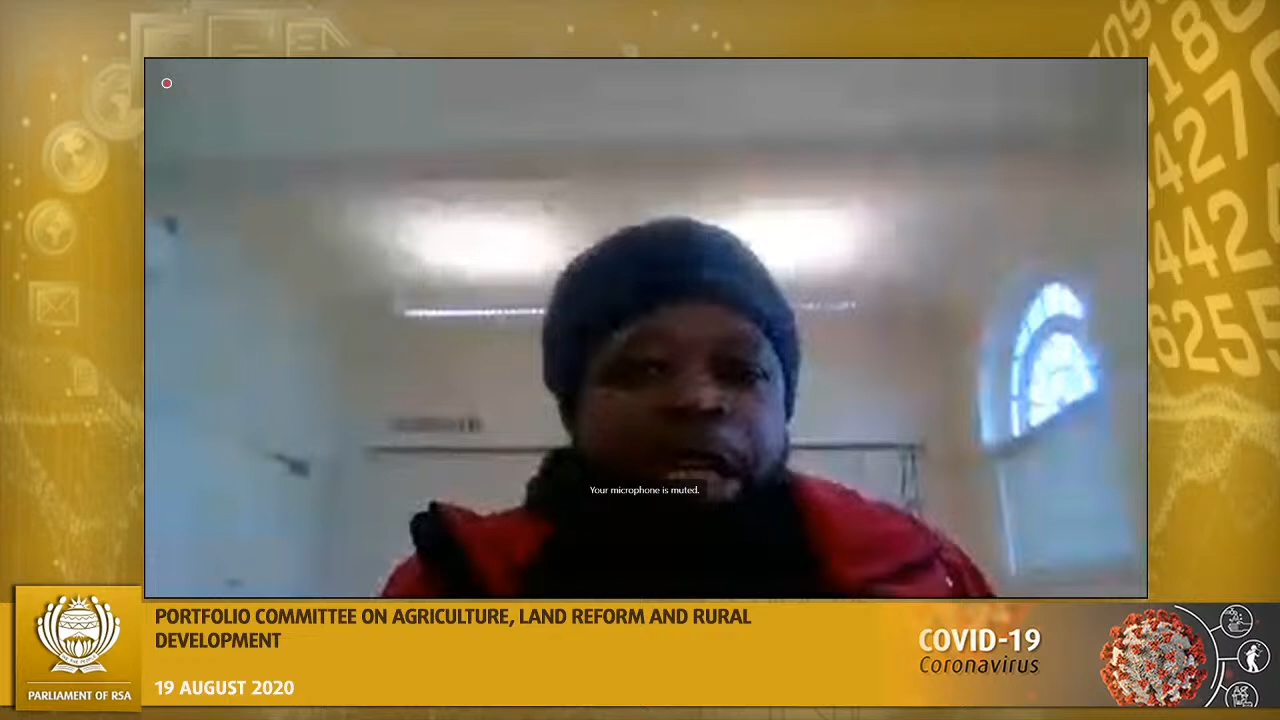 Your microphone is muted.
PORTFOLIO COMMITTEE ON AGRICULTURE, LAND REFORM AND RURAL
DEVELOPMENT
19 AUGUST 2020
PARLIAMENT OF RSA
COVID-19
Coronavirus
6255